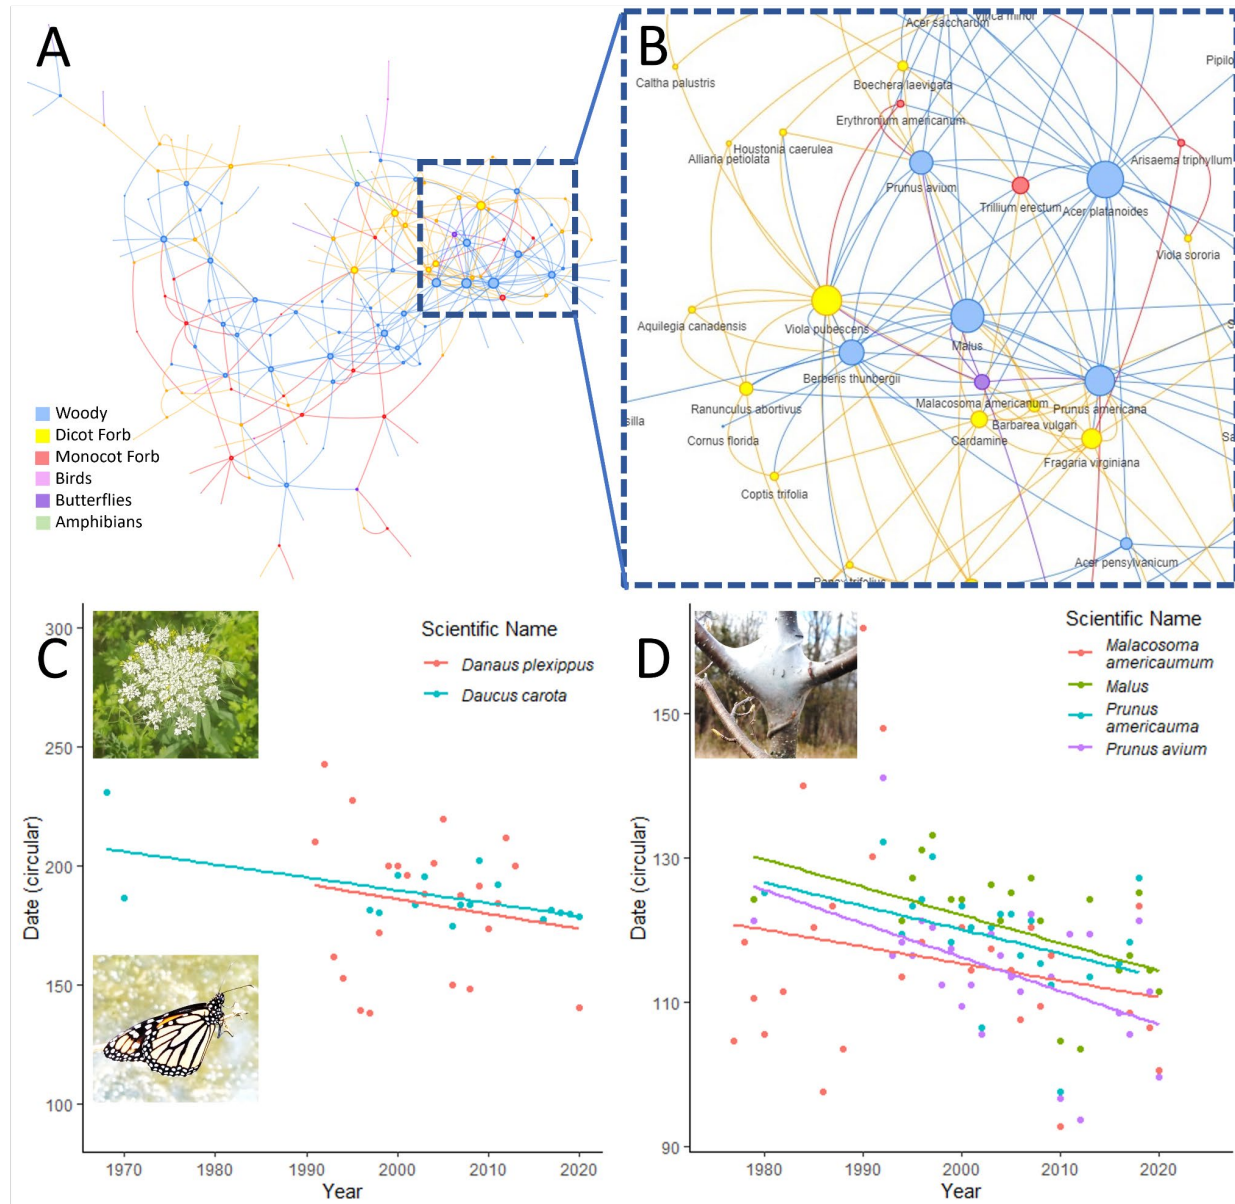 A
Woody
Dicot Forb
Monocot Forb
Birds
Butterflies
Amphibians
B
Acer saccharum
Vinca minor
Caltha palustris
Boechera laevigata
Erythronium americanum
Houstonia caerulea
Alliaria petiolata
Prunus avium
Trillium erectum
Acer platanoides
Arisaema triphyllum
Viola sororia
Aquilegia canadensis
Viola pubescens
Malus
Berberis thunbergii
Ranunculus abortivus
Malacosoma americanum
Prunus americana
silla
Cornus florida
Cardamine
Barbarea vulgari
Fragaria virginiana
Coptis trifolia
Acer pensylvanicum
Panax trifolius
Pipilo
S
Sa
C
Scientific Name
Danaus plexippus
Daucus carota
Date (circular)
300
250
200
150
100
1970
1980
1990
2000
2010
2020
Year
D
Scientific Name
Malacosoma
americaumum
Malus
Prunus
americauma
Prunus avium
Date (circular)
150
130
110
90
1980
1990
2000
2010
2020
Year